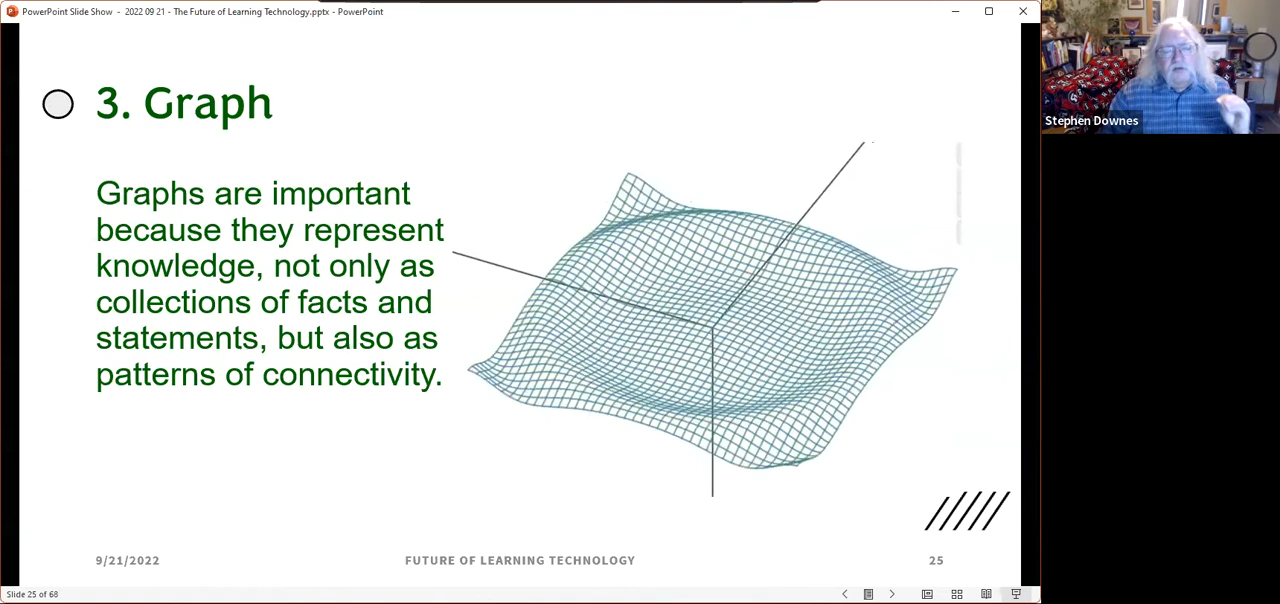 PowerPoint Slide Show - 2022 09 21 - The Future of Learning Technology.pptx - PowerPoint
3. Graph
Graphs are important
because they represent
knowledge, not only as
collections of facts and
statements, but also as
patterns of connectivity.
9/21/2022
FUTURE OF LEARNING TECHNOLOGY
25
Slide 25 of 68
Stephen Downes